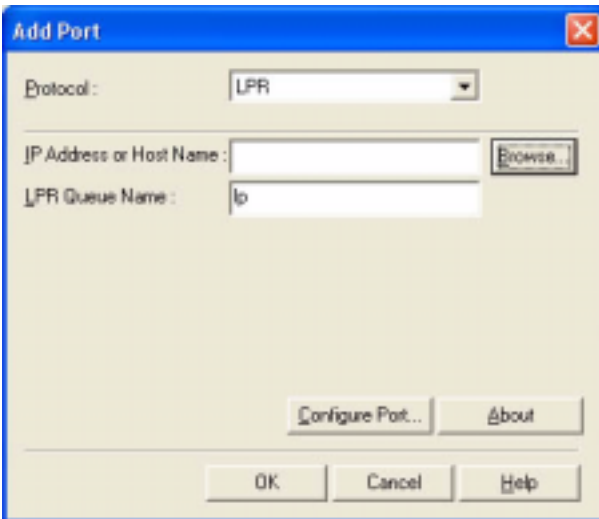 Add Port
Protocol :
LPR
IP Address or Host Name :
Browse...
LPR Queue Name :
lp
Configure Port...
About
OK
Cancel
Help